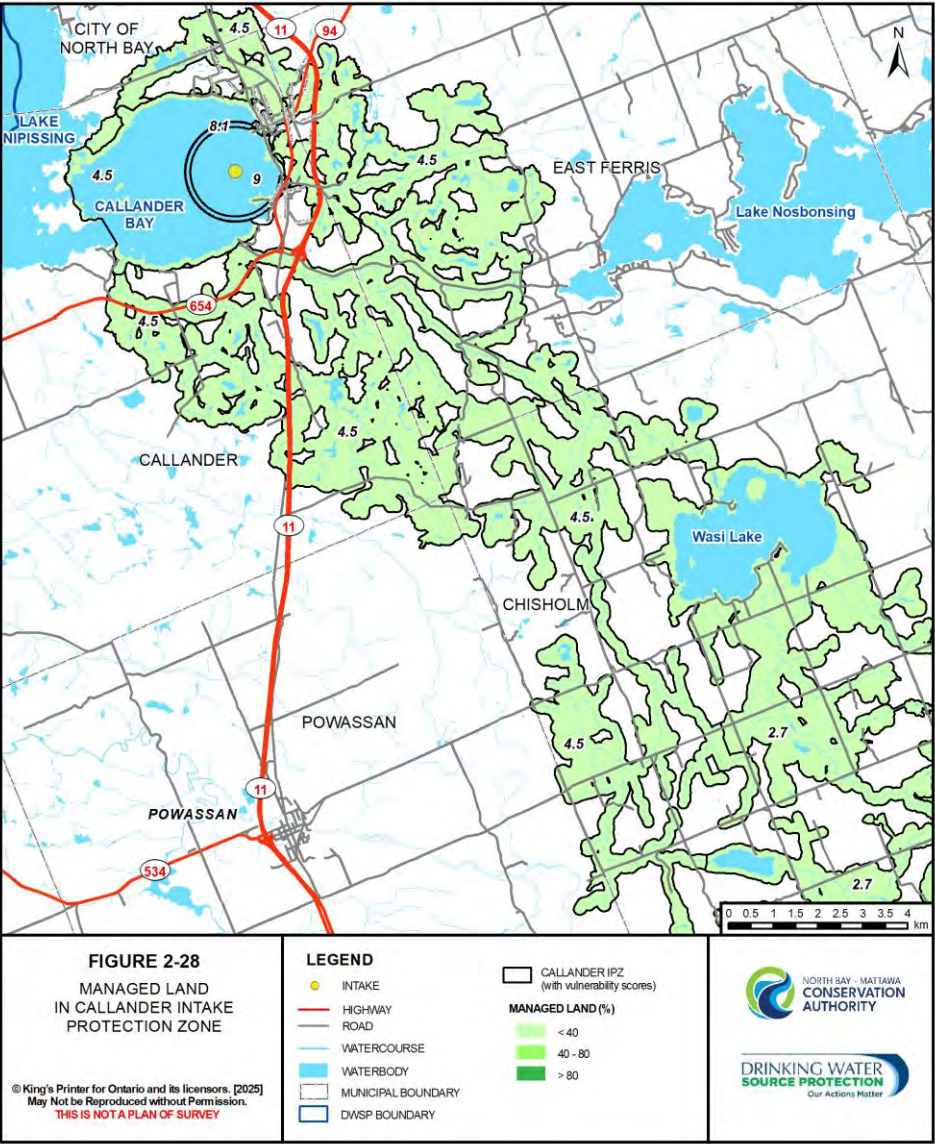 CITY OF
NORTH BAY
4.5
11
94
N
LAKE
NIPISSING
8.1
4.5
9
4.5
EAST FERRIS
CALLANDER
BAY
Lake Nosbonsing
654
4.5
4.5
CALLANDER
11
4.5
Wasi Lake
CHISHOLM
POWASSAN
4.5
2.7
11
POWASSAN
534
2.7
0 0.5 1 1.5 2 2.5 3 3.5 4
km
FIGURE 2-28
MANAGED LAND
IN CALLANDER INTAKE
PROTECTION ZONE
© King's Printer for Ontario and its licensors. [2025]
May Not be Reproduced without Permission.
THIS IS NOT A PLAN OF SURVEY
LEGEND
INTAKE
HIGHWAY
ROAD
WATERCOURSE
WATERBODY
MUNICIPAL BOUNDARY
DWSP BOUNDARY
CALLANDER IPZ
(with vulnerability scores)
MANAGED LAND (%)
< 40
40 - 80
> 80
NORTH BAY - MATTAWA
CONSERVATION
AUTHORITY
DRINKING WATER
SOURCE PROTECTION
Our Actions Matter